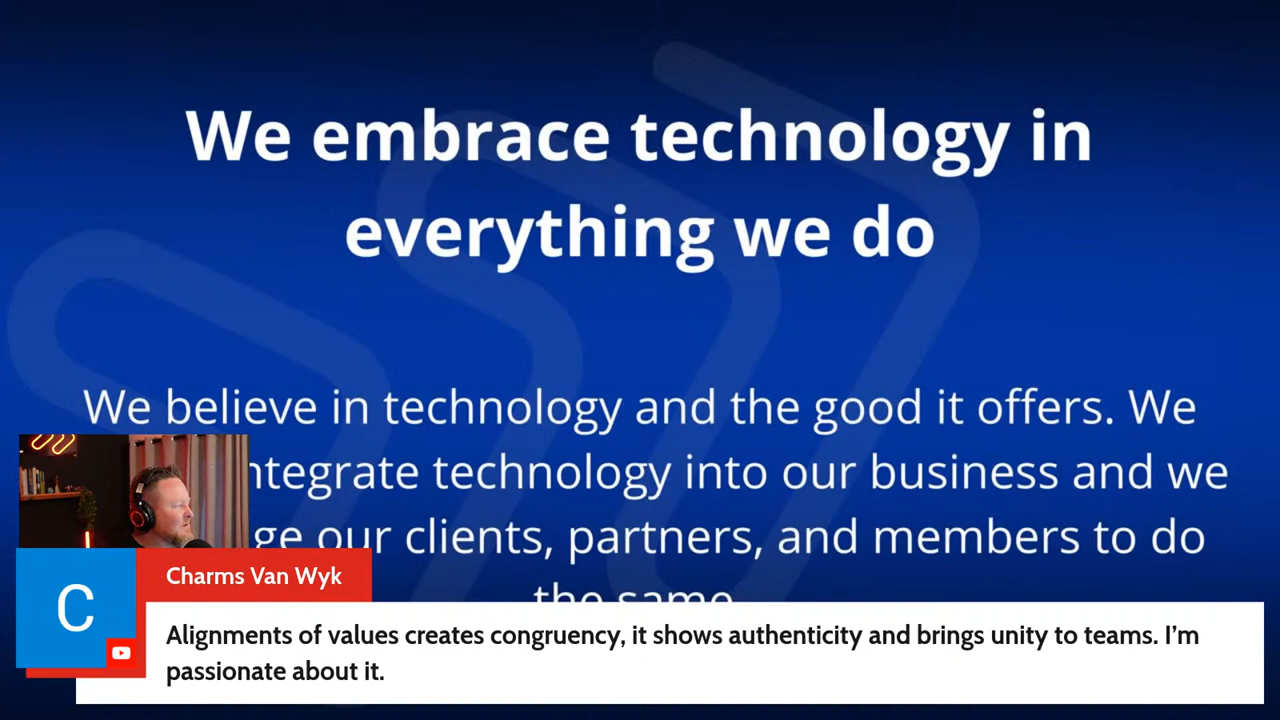 We embrace technology in
everything we do
We believe in technology and the good it offers. We
ntegrate technology into our business and we
ge our clients, partners, and members to do
the same
Charms Van Wyk
C
Alignments of values creates congruency, it shows authenticity and brings unity to teams. I'm
passionate about it.